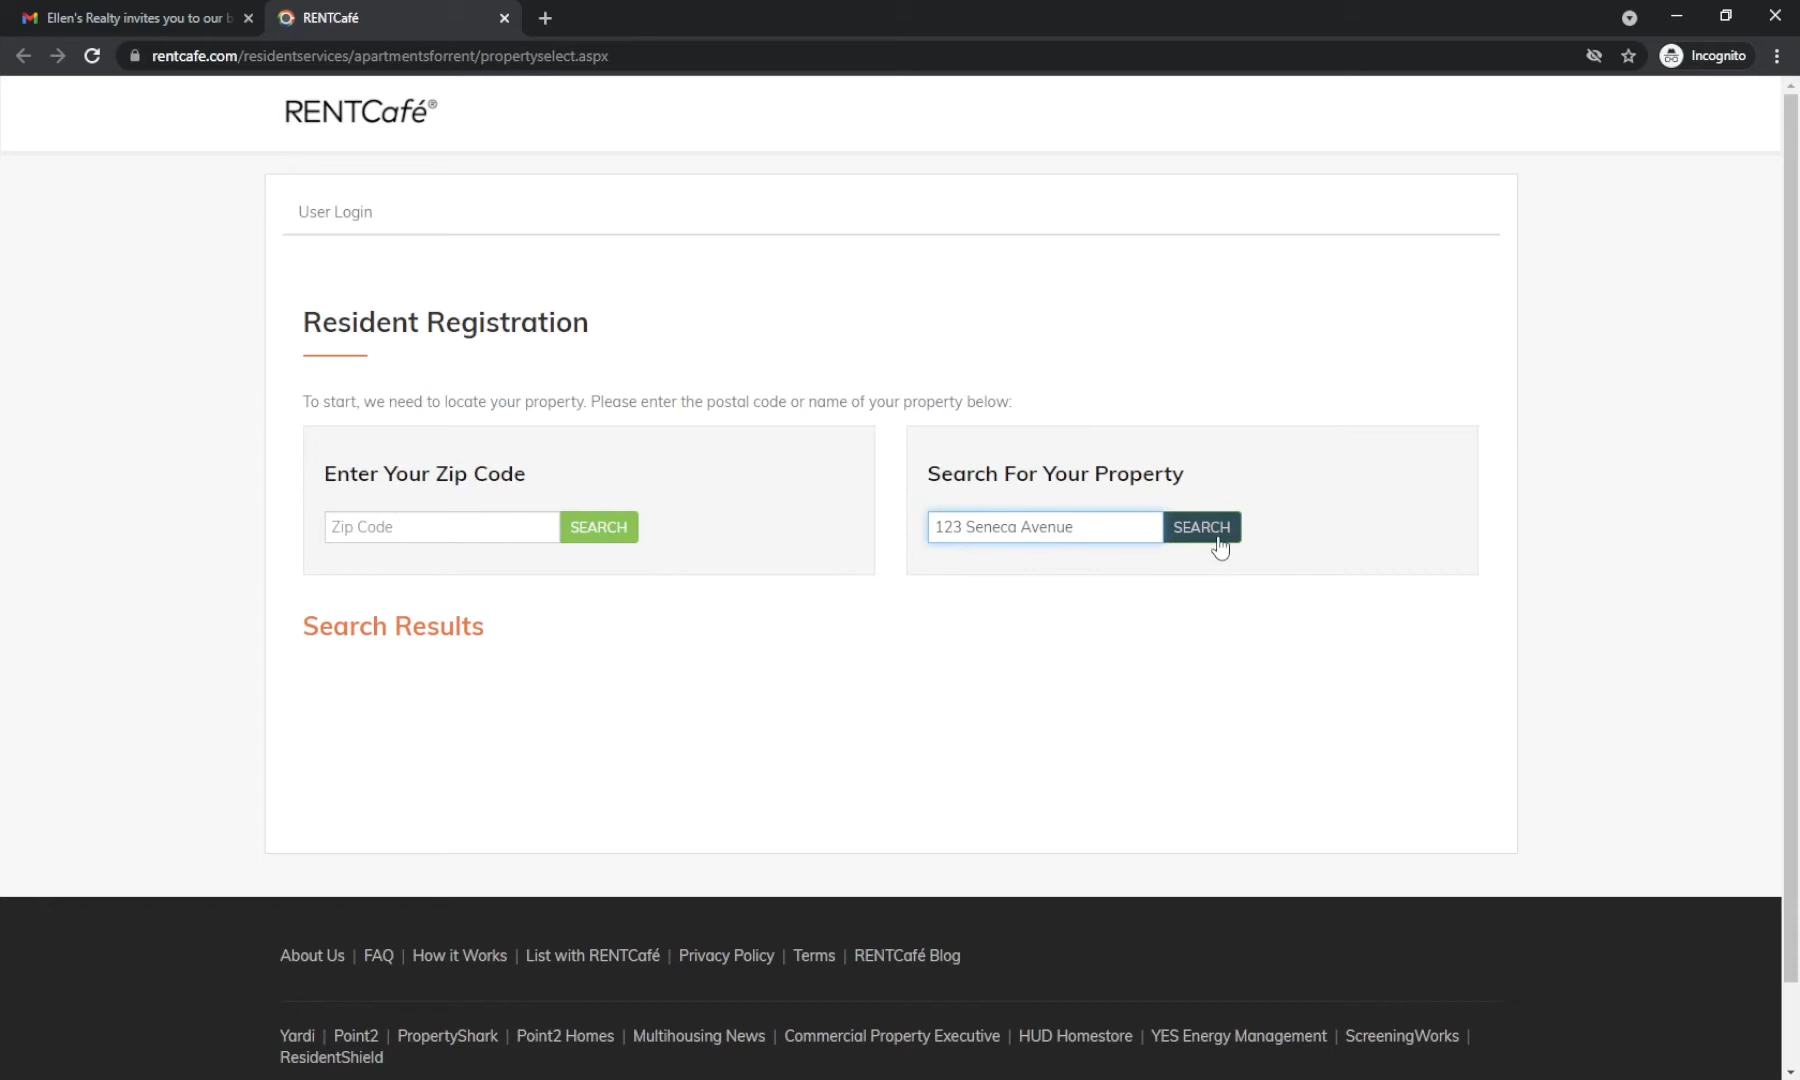 Ellen's Realty invites you to our b
RENTCafé
rentcafe.com/residentservices/apartmentsforrent/propertyselect.aspx
Incognito
RENTCafé®
User Login
Resident Registration
To start, we need to locate your property. Please enter the postal code or name of your property below:
Enter Your Zip Code
Zip Code
SEARCH
Search For Your Property
123 Seneca Avenue
SEARCH
Search Results
About Us | FAQ | How it Works | List with RENTCafé | Privacy Policy | Terms | RENTCafé Blog
Yardi | Point2 | PropertyShark | Point2 Homes | Multihousing News | Commercial Property Executive | HUD Homestore | YES Energy Management | ScreeningWorks |
ResidentShield